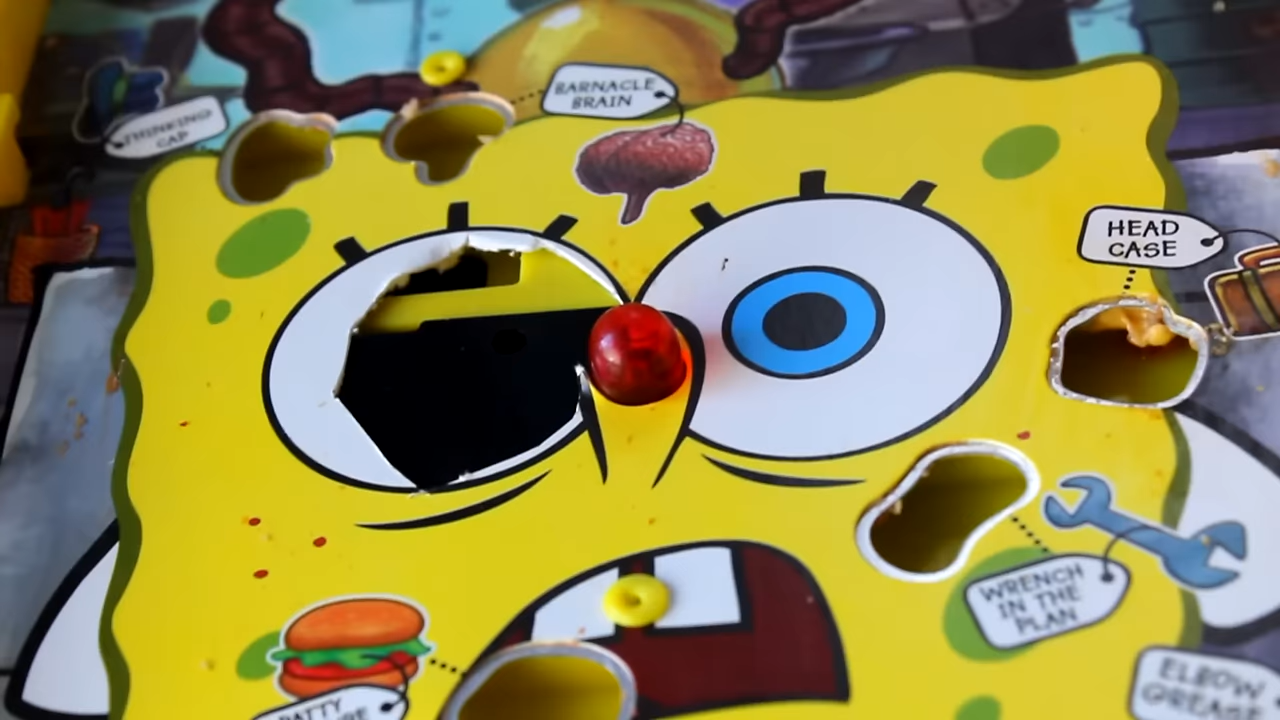 BARNACLE
BRAIN
THINKING
CAP
HEAD
CASE
WRENCH
IN THE
PLAN
ELBOW
GREASE
PATTY